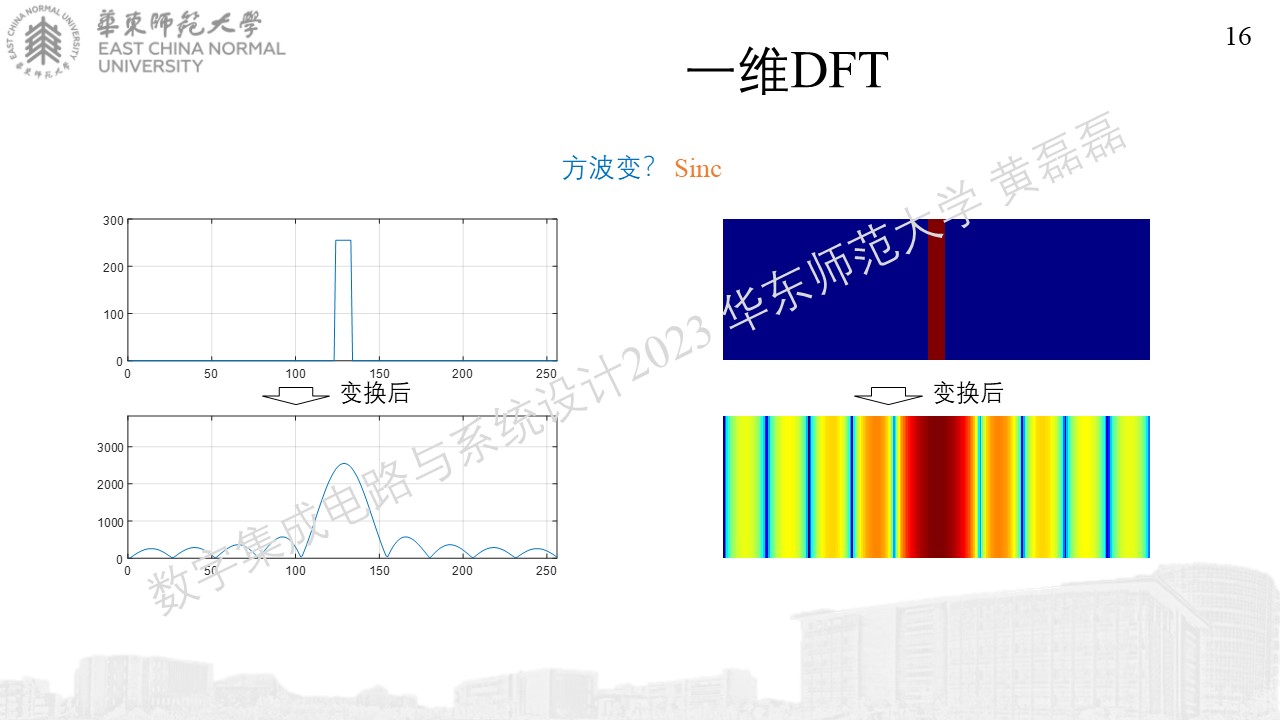 EAST CHINA NORMAL UNIVERSITY
華東師范大學
華東師范大學
EAST CHINA NORMAL
UNIVERSITY
16
一维DFT
方波变? Sinc
300
200
100
0
0 50 100 150 200 250
变换后
变换后
3000
2000
1000
0
0 50 100 150 200 250
数字集成电路与系统设计2023 华东师范大学 黄磊磊